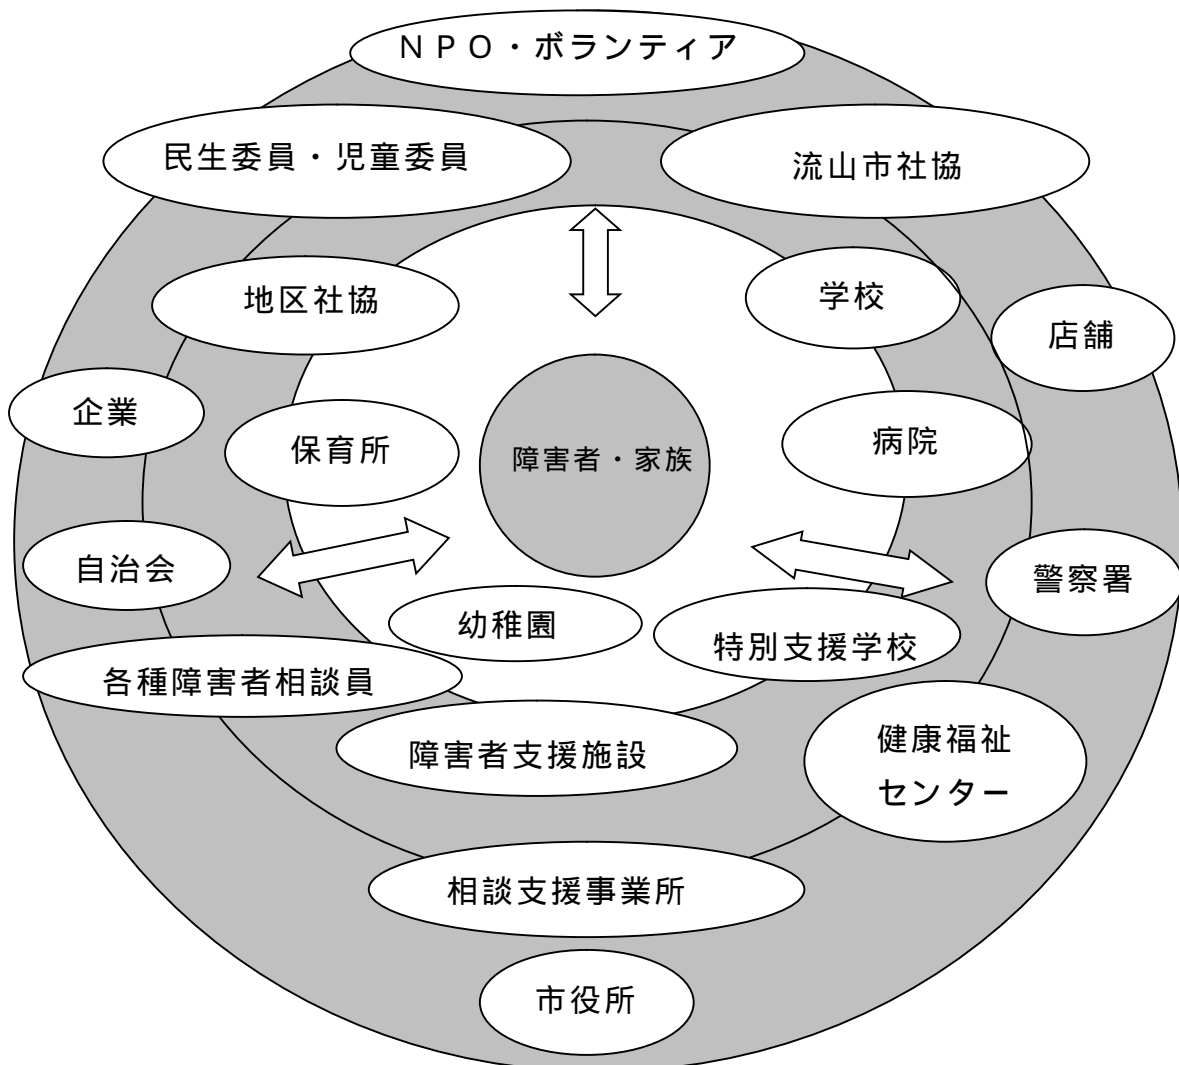 ＮＰＯ・ボランティア
民生委員・児童委員
流山市社協
地区社協
学校
店舗
企業
保育所
障害者・家族
病院
自治会
警察署
幼稚園
特別支援学校
各種障害者相談員
障害者支援施設
健康福祉
センター
相談支援事業所
市役所